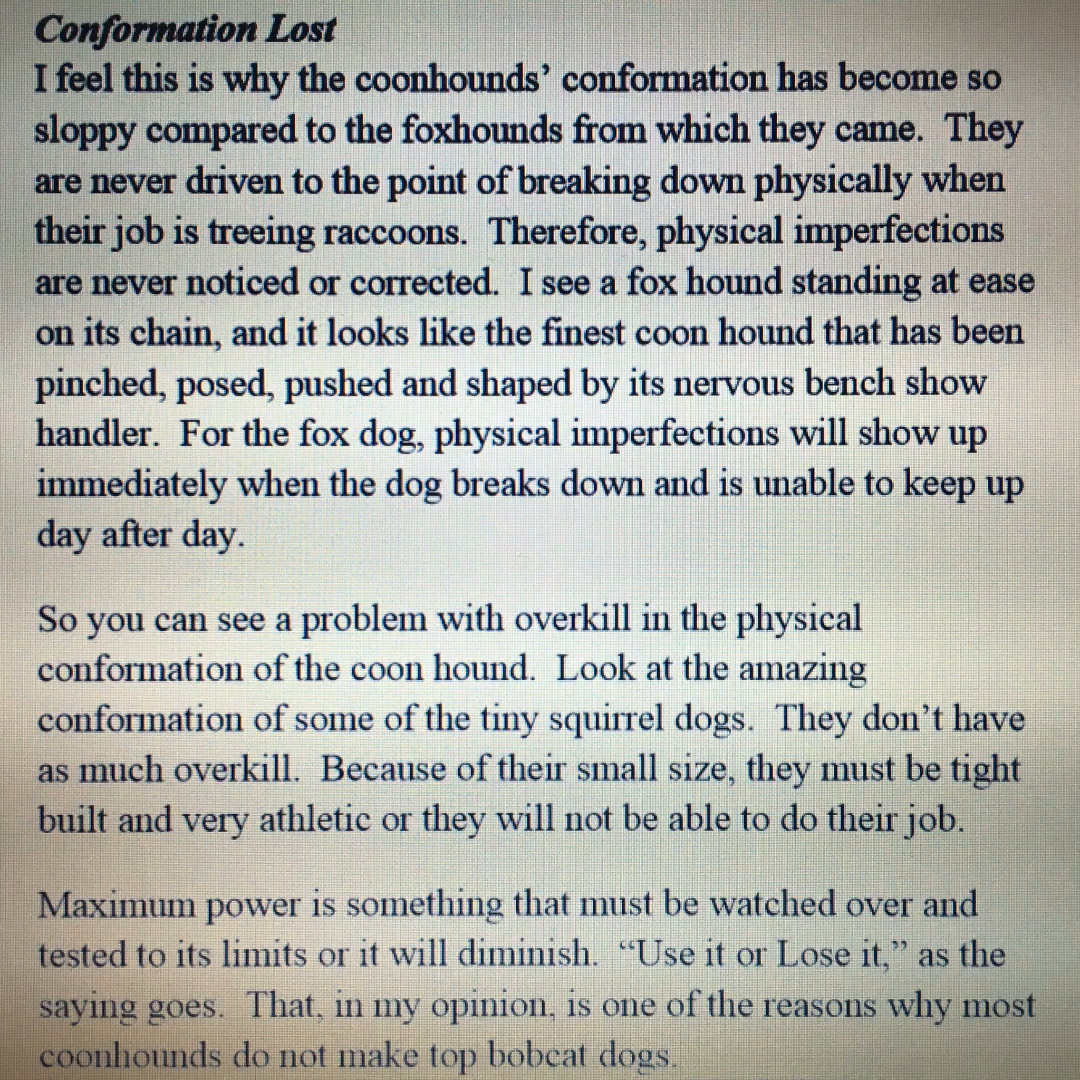 Conformation Lost
I feel this is why the coonhounds’ conformation has become so
sloppy compared to the foxhounds from which they came.  They
are never driven to the point of breaking down physically when
their job is treeing raccoons.  Therefore, physical imperfections
are never noticed or corrected.  I see a fox hound standing at ease
on its chain, and it looks like the finest coon hound that has been
pinched, posed, pushed and shaped by its nervous bench show
handler.  For the fox dog, physical imperfections will show up
immediately when the dog breaks down and is unable to keep up
day after day.
So you can see a problem with overkill in the physical
conformation of the coon hound.  Look at the amazing
conformation of some of the tiny squirrel dogs.  They don’t have
as much overkill.  Because of their small size, they must be tight
built and very athletic or they will not be able to do their job.
Maximum power is something that must be watched over and
tested to its limits or it will diminish.  “Use it or Lose it,” as the
saying goes.  That, in my opinion, is one of the reasons why most
coonhounds do not make top bobcat dogs.